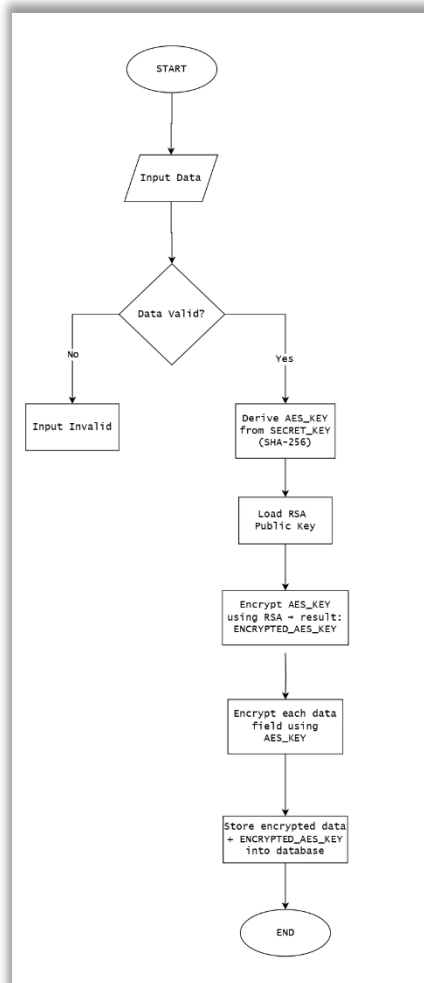 START
Input Data
Data Valid?
No
Yes
Input Invalid
Derive AES_KEY
from SECRET_KEY
(SHA-256)
Load RSA
Public Key
Encrypt AES_KEY
using RSA → result:
ENCRYPTED_AES_KEY
Encrypt each data
field using
AES_KEY
Store encrypted data
+ ENCRYPTED_AES_KEY
into database
END